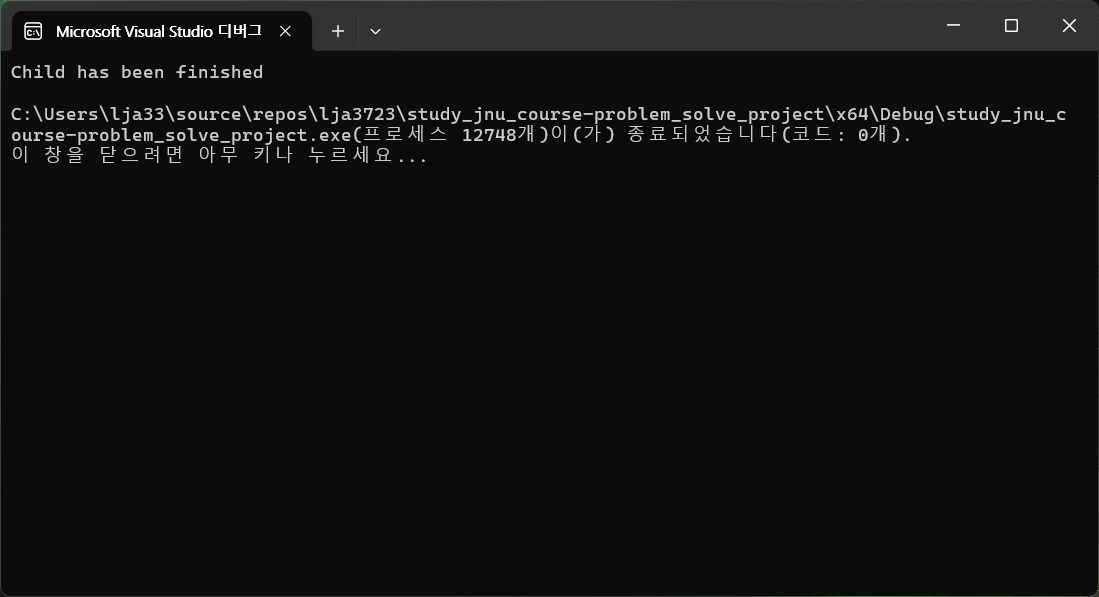 Microsoft Visual Studio 디버그
Child has been finished
C:\Users\lja33\source\repos\lja3723\study_jnu_course-problem_solve_project\x64\Debug\study_jnu_c
ourse-problem_solve_project.exe(프로세스 12748개)이(가) 종료되었습니다(코드: 0개).
이 창을 닫으려면 아무 키나 누르세요...